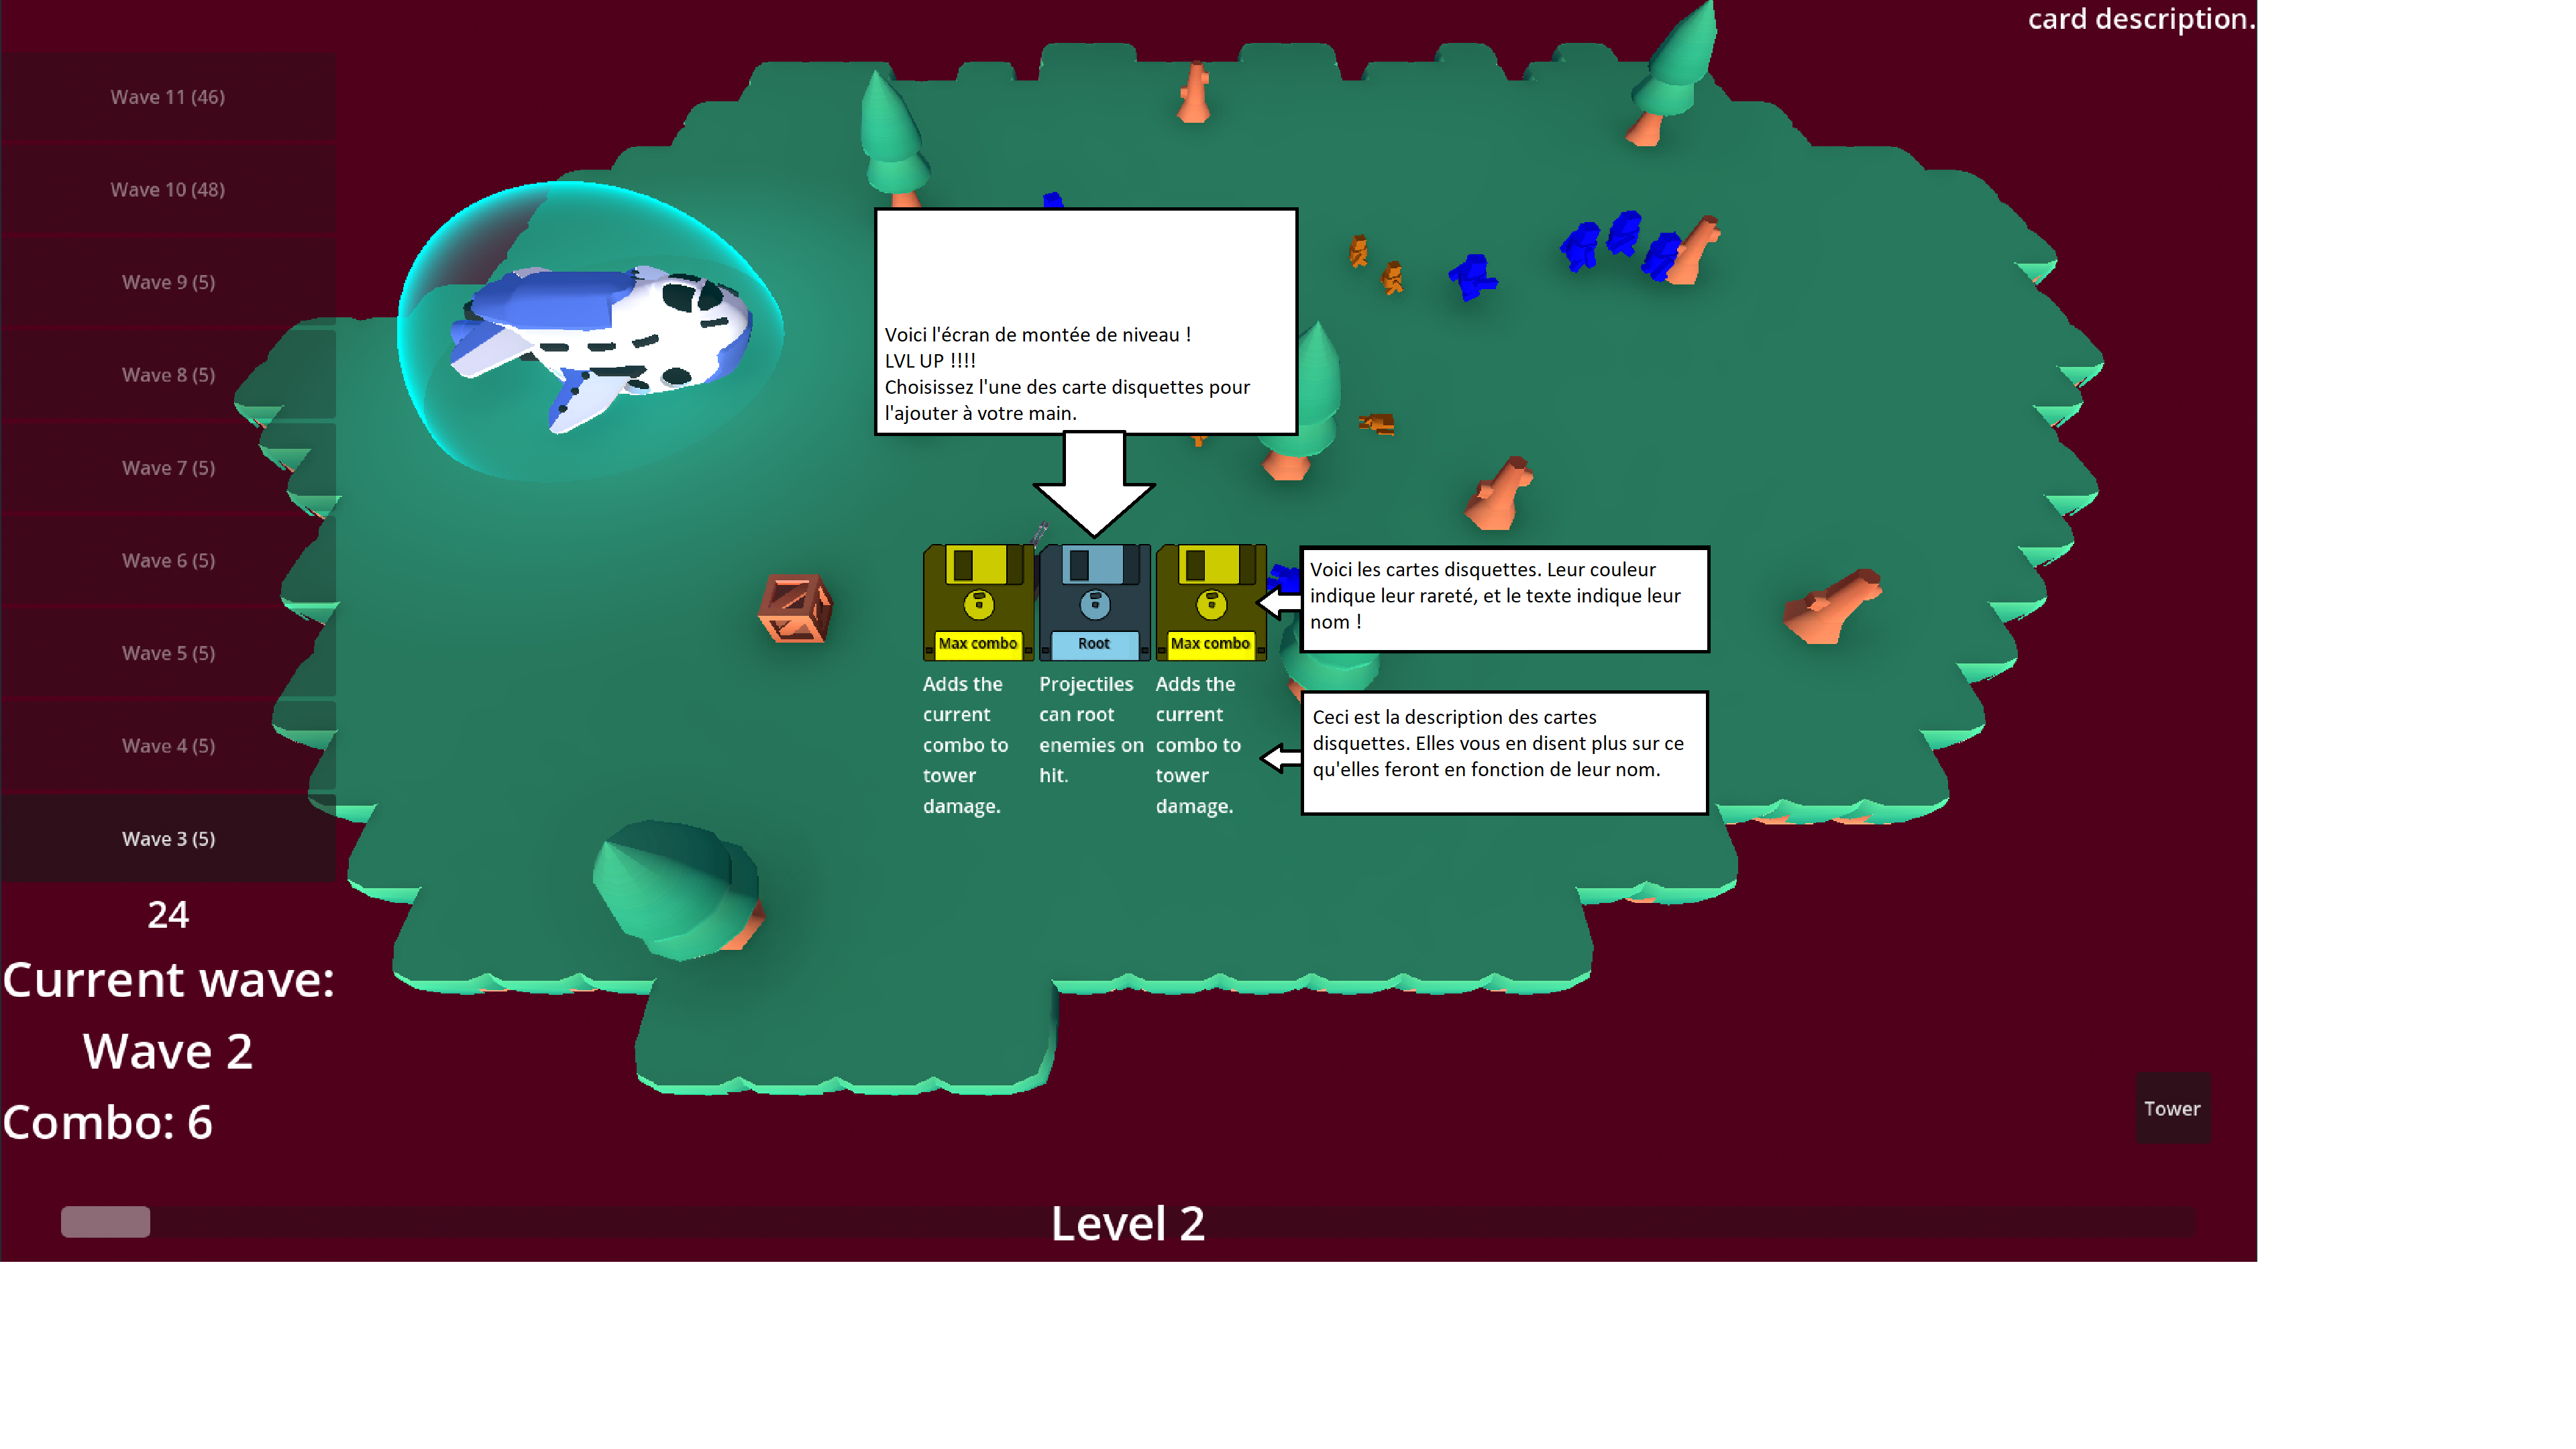 card description.
Wave 11 (46)
Wave 10 (48)
Wave 9 (5)
Wave 8 (5)
Wave 7 (5)
Wave 6 (5)
Wave 5 (5)
Wave 4 (5)
Wave 3 (5)
24
Current wave:
Wave 2
Combo: 6
Voici l'écran de montée de niveau !
LVL UP !!!!
Choisissez l'une des carte disquettes pour
l'ajouter à votre main.
Max combo
Adds the
current
combo to
tower
damage.
Root
Projectiles
can root
enemies on
hit.
Max combo
Adds the
current
combo to
tower
damage.
Voici les cartes disquettes. Leur couleur
indique leur rareté, et le texte indique leur
nom !
Ceci est la description des cartes
disquettes. Elles vous en disent plus sur ce
qu'elles feront en fonction de leur nom.
Tower
Level 2